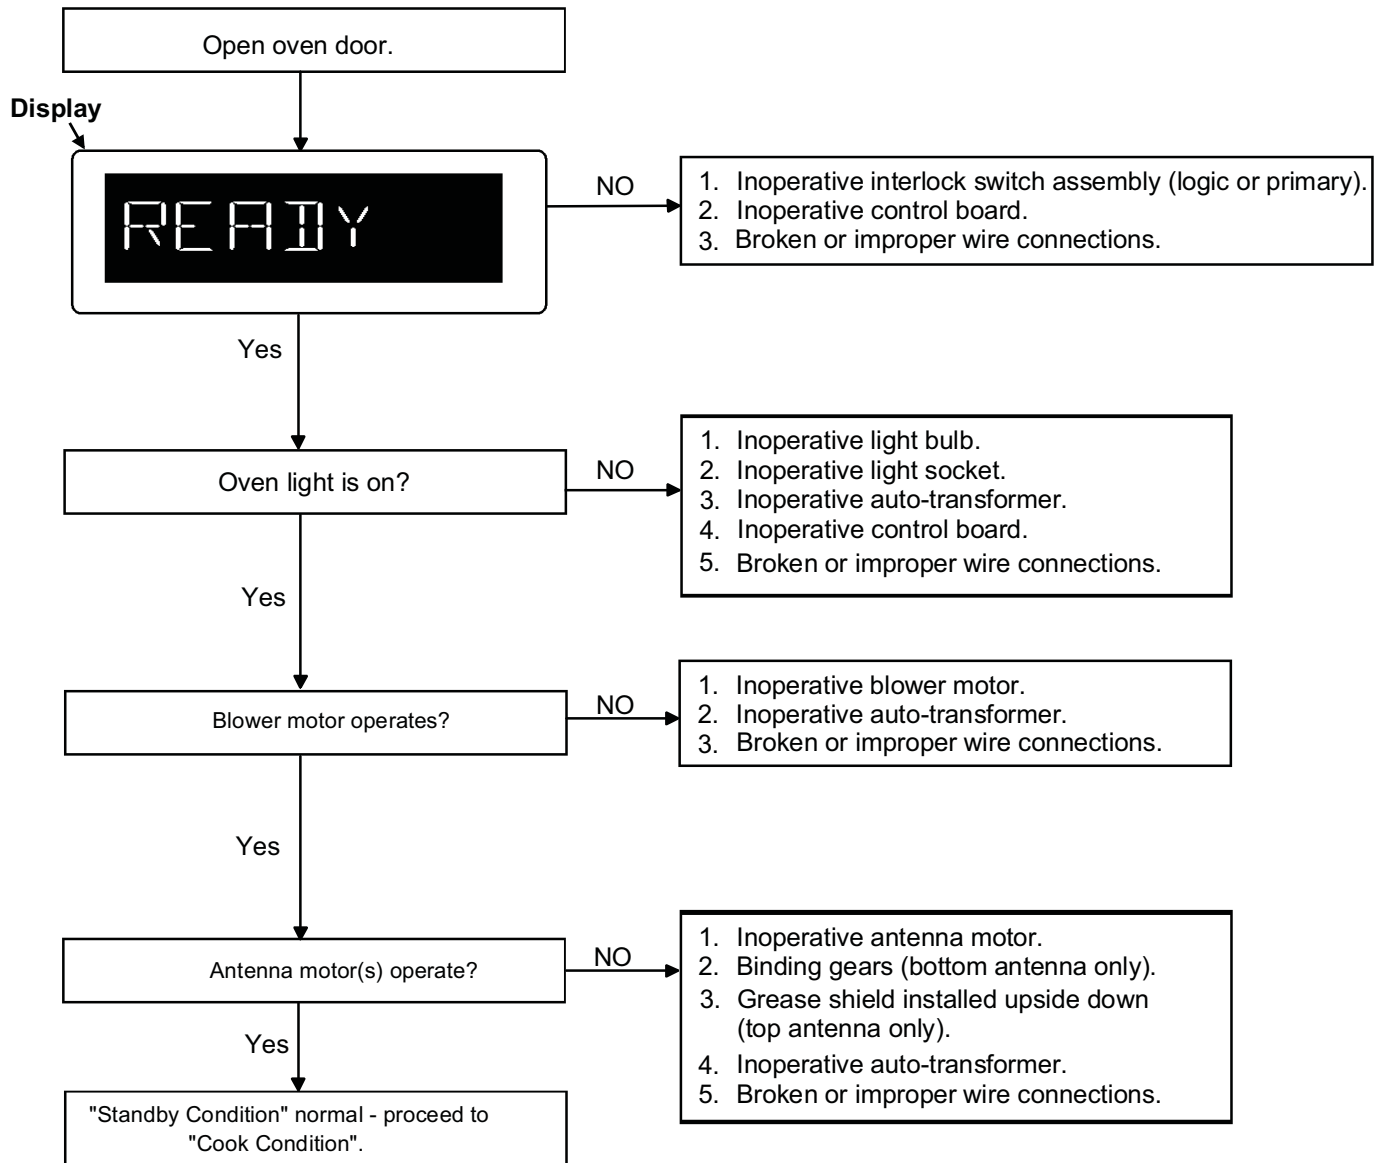 Open oven door.
Display
READY
NO
1. Inoperative interlock switch assembly (logic or primary).
2. Inoperative control board.
3. Broken or improper wire connections.
Yes
Oven light is on?
NO
1. Inoperative light bulb.
2. Inoperative light socket.
3. Inoperative auto-transformer.
4. Inoperative control board.
5. Broken or improper wire connections.
Yes
Blower motor operates?
NO
1. Inoperative blower motor.
2. Inoperative auto-transformer.
3. Broken or improper wire connections.
Yes
Antenna motor(s) operate?
NO
1. Inoperative antenna motor.
2. Binding gears (bottom antenna only).
3. Grease shield installed upside down
(top antenna only).
4. Inoperative auto-transformer.
5. Broken or improper wire connections.
Yes
"Standby Condition" normal - proceed to
"Cook Condition".